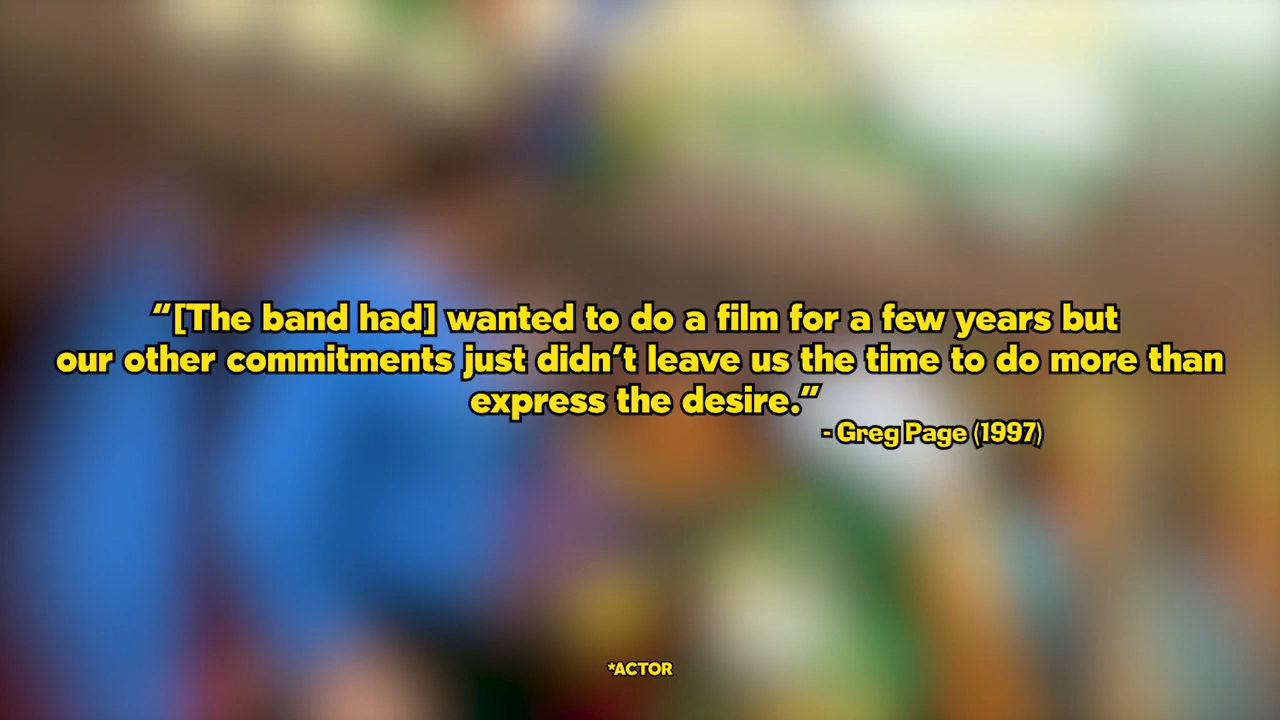 “[The band had] wanted to do a film for a few years but
our other commitments just didn’t leave us the time to do more than
express the desire.”
- Greg Page (1997)
*ACTOR